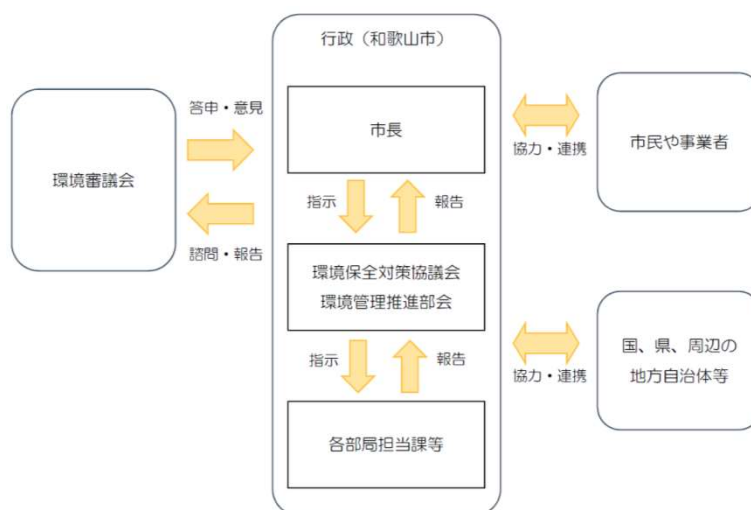 行政（和歌山市）
答申・意見
環境審議会
諮問・報告
市長
協力・連携
市民や事業者
指示
報告
環境保全対策協議会
環境管理推進部会
指示
報告
協力・連携
国、県、周辺の
地方自治体等
各部局担当課等